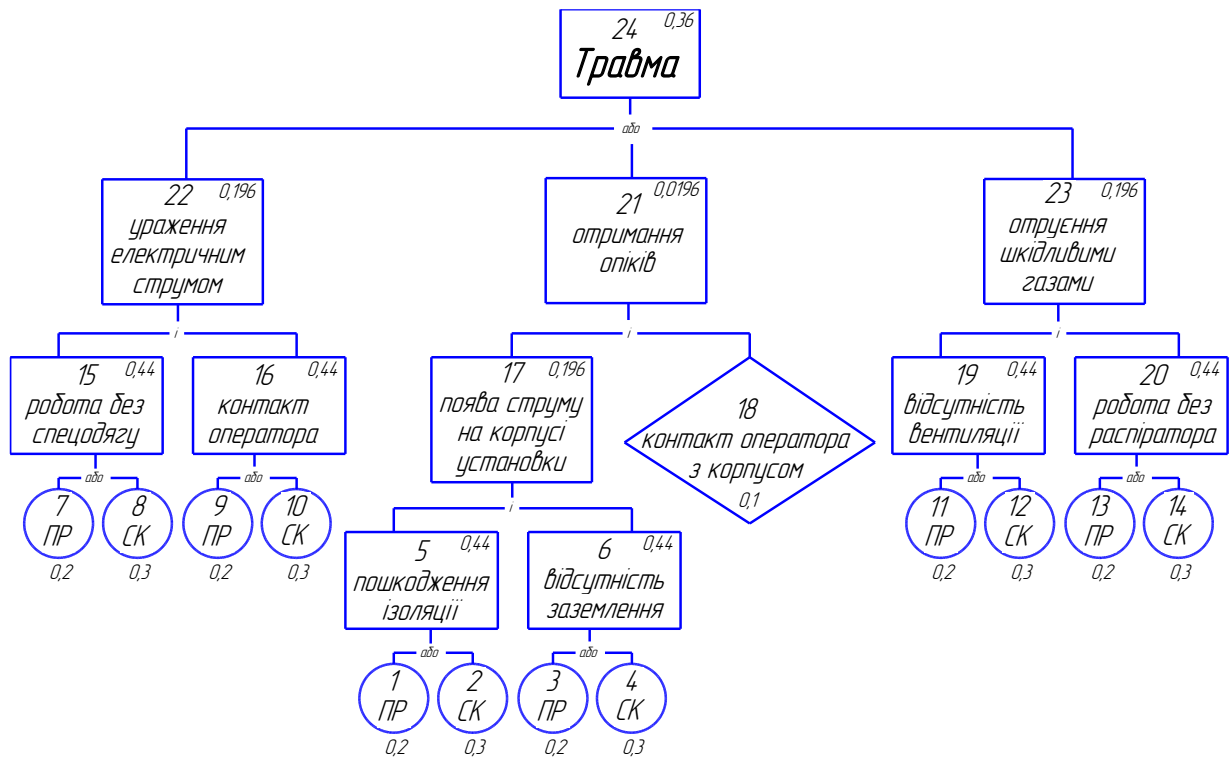 24 0,36
Травма
або
22 0,196
ураження
електричним
струмом
21 0,0196
отримання
опіків
23 0,196
отруєння
шкідливими
газами
і
і
і
15 0,44
робота без
спецодягу
16 0,44
контакт
оператора
17 0,196
поява струму
на корпусі
установки
18
контакт оператора
з корпусом
0,1
19 0,44
відсутність
вентиляції
20 0,44
робота без
распіратора
або
або
і
або
або
7
ПР
0,2
8
СК
0,3
9
ПР
0,2
10
СК
0,3
11
ПР
0,2
12
СК
0,3
13
ПР
0,2
14
СК
0,3
5 0,44
пошкодження
ізоляції
6 0,44
відсутність
заземлення
або
або
1
ПР
0,2
2
СК
0,3
3
ПР
0,2
4
СК
0,3